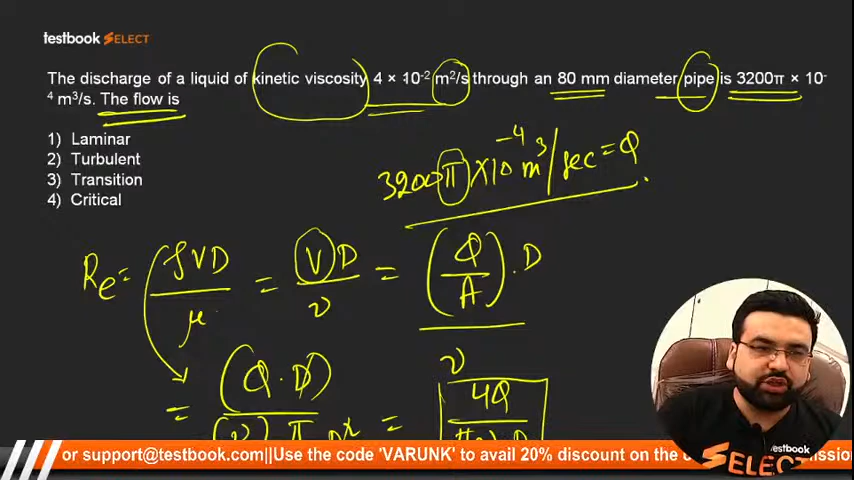 testbook SELECT
The discharge of a liquid of kinetic viscosity 4 × 10-2 m2/s through an 80 mm diameter pipe is 3200π × 10-
4 m3/s. The flow is
1) Laminar
2) Turbulent
3) Transition
4) Critical
3200π×10⁻⁴ m³/sec = Q
Re = ρVD/μ = VD/ν = (Q/A).D/ν
= (Q.D)/(ν) π D² = 4Q/πνD
testbook
SELE
or support@testbook.com||Use the code 'VARUNK' to avail 20% discount on the